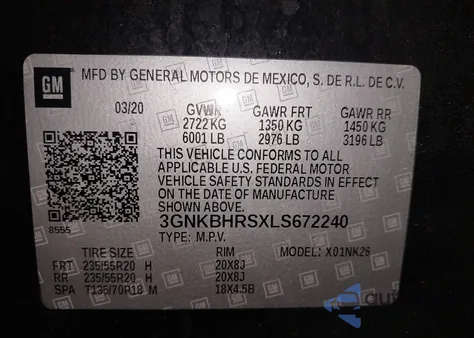 GM
MFD BY GENERAL MOTORS DE MEXICO, S. DE R.L. DE C.V.
03/20 GVWR GAWR FRT GAWR RR
2722 KG 1350 KG 1450 KG
6001 LB 2976 LB 3196 LB
THIS VEHICLE CONFORMS TO ALL
APPLICABLE U.S. FEDERAL MOTOR
VEHICLE SAFETY STANDARDS IN EFFECT
ON THE DATE OF MANUFACTURE
SHOWN ABOVE.
3GNKBHRSXLS672240
8555 TYPE: M.P.V.
TIRE SIZE RIM MODEL: X01NK26
FRT 235/55R20 H 20X8J
RR 235/55R20 H 20X8J
SPA T135/70R18 M 18X4.5B